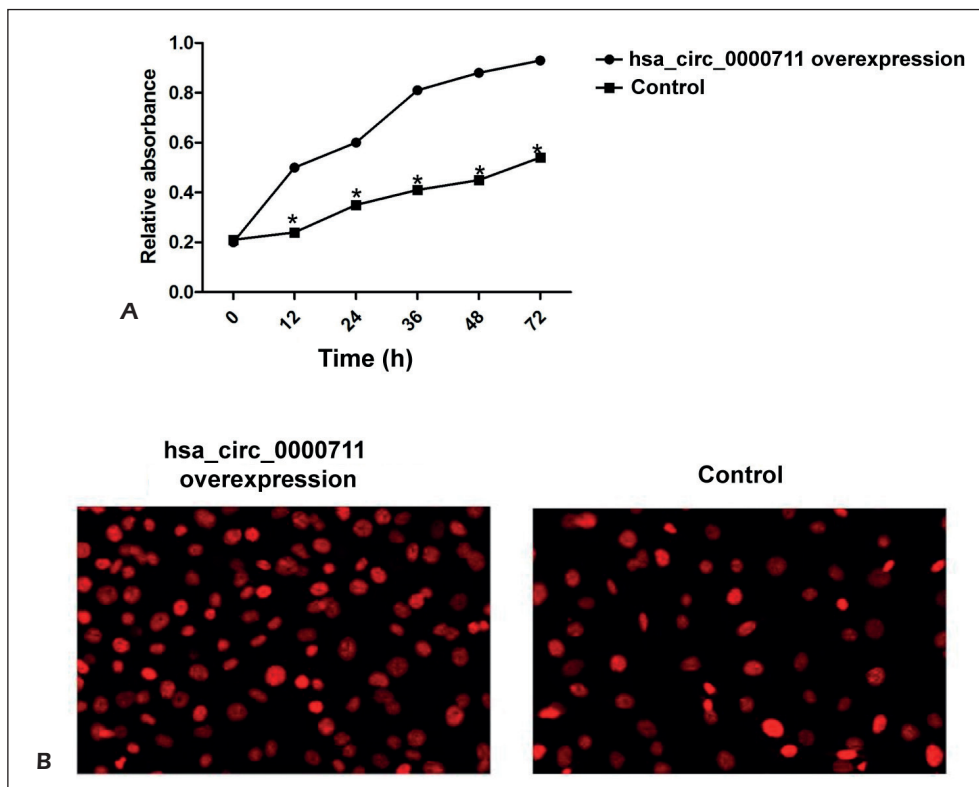 1.0
0.8
0.6
0.4
0.2
0.0
Relative absorbance
* * * * *
0 12 24 36 48 72
Time (h)
hsa_circ_0000711 overexpression
Control
A
hsa_circ_0000711
overexpression
Control
B